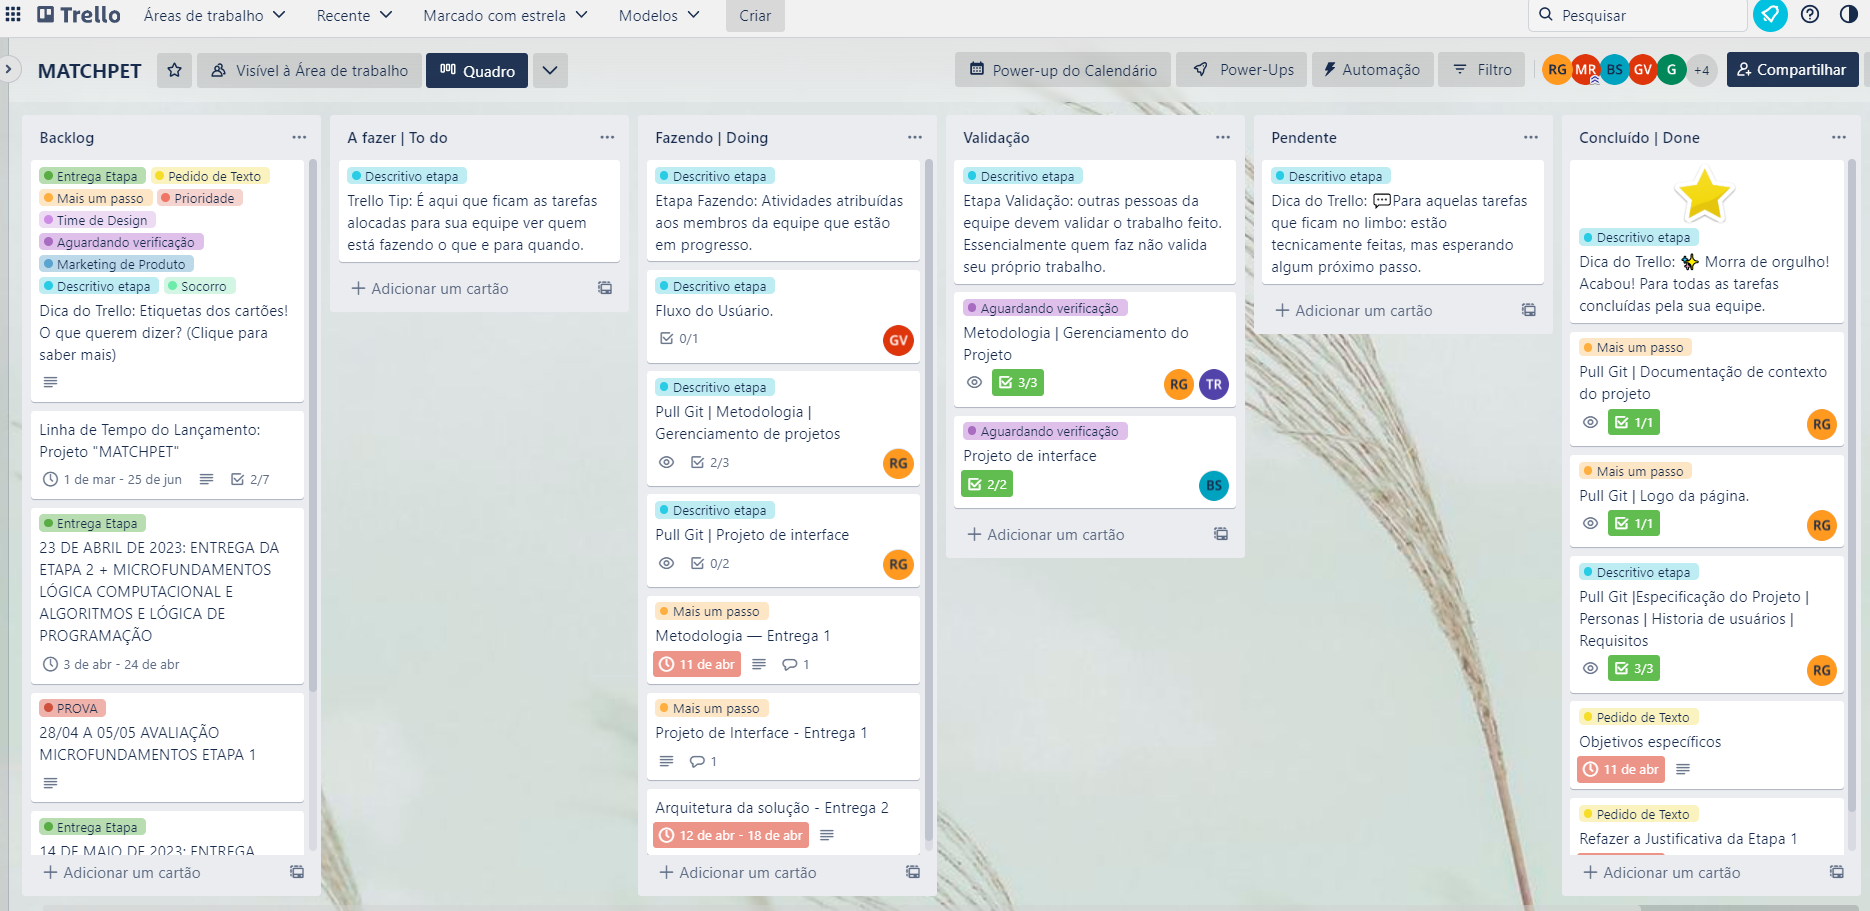 Trello
Áreas de trabalho
Recente
Marcado com estrela
Modelos
Criar
Pesquisar
MATCHPET
Visível à Área de trabalho
Quadro
Power-up do Calendário
Power-Ups
Automação
Filtro
RG MR BS GV G +4
Compartilhar
Backlog
Entrega Etapa Pedido de Texto
Mais um passo Prioridade
Time de Design
Aguardando verificação
Marketing de Produto
Descritivo etapa Socorro
Dica do Trello: Etiquetas dos cartões!
O que querem dizer? (Clique para
saber mais)
Linha de Tempo do Lançamento:
Projeto "MATCHPET"
1 de mar - 25 de jun 2/7
Entrega Etapa
23 DE ABRIL DE 2023: ENTREGA DA
ETAPA 2 + MICROFUNDAMENTOS
LÓGICA COMPUTACIONAL E
ALGORITMOS E LÓGICA DE
PROGRAMAÇÃO
3 de abr - 24 de abr
PROVA
28/04 A 05/05 AVALIAÇÃO
MICROFUNDAMENTOS ETAPA 1
Entrega Etapa
14 DE MAIO DE 2023: ENTREGA
Adicionar um cartão
A fazer | To do
Descritivo etapa
Trello Tip: É aqui que ficam as tarefas
alocadas para sua equipe ver quem
está fazendo o que e para quando.
Adicionar um cartão
Fazendo | Doing
Descritivo etapa
Etapa Fazendo: Atividades atribuídas
aos membros da equipe que estão
em progresso.
Descritivo etapa
Fluxo do Usúario.
0/1 GV
Descritivo etapa
Pull Git | Metodologia |
Gerenciamento de projetos
2/3 RG
Descritivo etapa
Pull Git | Projeto de interface
0/2 RG
Mais um passo
Metodologia — Entrega 1
11 de abr 1
Mais um passo
Projeto de Interface - Entrega 1
1
Arquitetura da solução - Entrega 2
12 de abr - 18 de abr
Adicionar um cartão
Validação
Descritivo etapa
Etapa Validação: outras pessoas da
equipe devem validar o trabalho feito.
Essencialmente quem faz não valida
seu próprio trabalho.
Aguardando verificação
Metodologia | Gerenciamento do
Projeto
3/3 RG TR
Aguardando verificação
Projeto de interface
2/2 BS
Adicionar um cartão
Pendente
Descritivo etapa
Dica do Trello: 💬Para aquelas tarefas
que ficam no limbo: estão
tecnicamente feitas, mas esperando
algum próximo passo.
Adicionar um cartão
Concluído | Done
Descritivo etapa
Dica do Trello: ✨ Morra de orgulho!
Acabou! Para todas as tarefas
concluídas pela sua equipe.
Mais um passo
Pull Git | Documentação de contexto
do projeto
1/1 RG
Mais um passo
Pull Git | Logo da página.
1/1 RG
Descritivo etapa
Pull Git |Especificação do Projeto |
Personas | Historia de usuários |
Requisitos
3/3 RG
Pedido de Texto
Objetivos específicos
11 de abr
Pedido de Texto
Refazer a Justificativa da Etapa 1
Adicionar um cartão